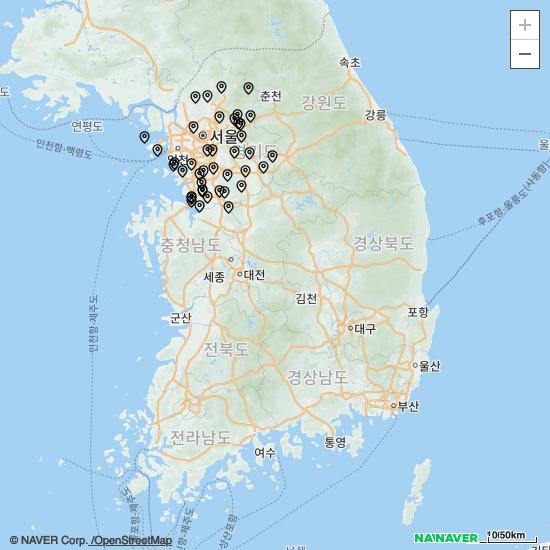 +
−
속초
춘천
강원도
강릉
연평도
서울
경기도
인천
인천항-백령도
울
후포항-울릉도(사동항)
충청남도
경상북도
세종
대전
김천
인천항-제주도
군산
포항
전북도
대구
울산
경상남도
부산
전라남도
여수
통영
© NAVER Corp. /OpenStreetMap
NAVER
10/50km